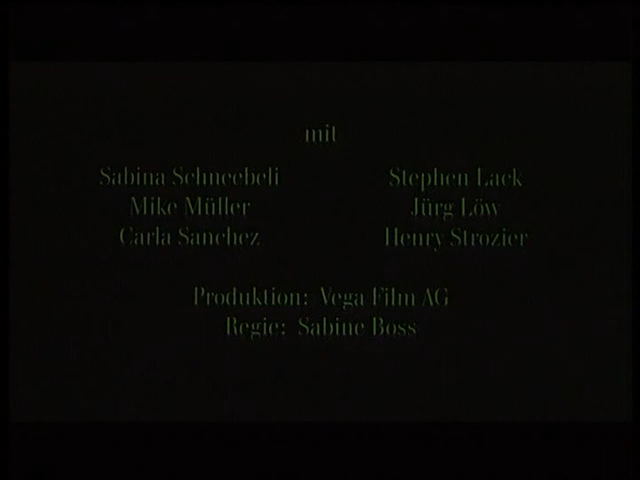 mit
Sabina Schneebeli Stephen Lack
Mike Müller Jürg Löw
Carla Sanchez Henry Strozier
Produktion: Vega Film AG
Regie: Sabine Boss